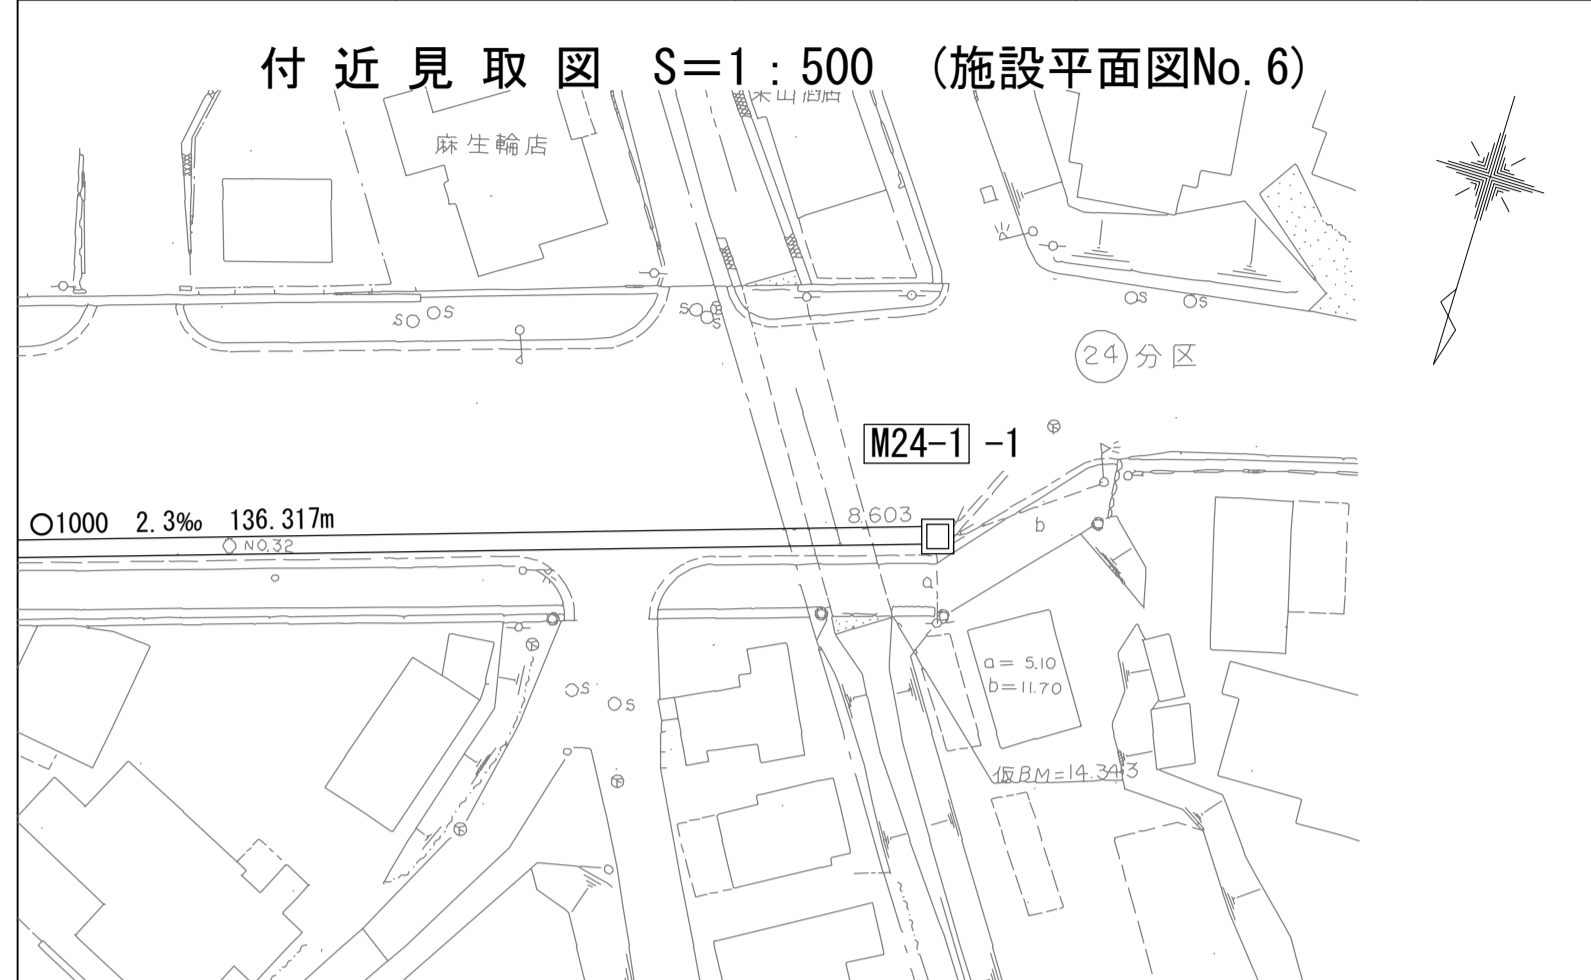 付近見取図 S=1:500 (施設平面図No.6)
麻生輪店
S S
S
S
S S
24 分区
M24-1 -1
8.603
○1000 2.3‰ 136.317m
NO.32
b
a
a= 5.10
b=11.70
S
S
仮BM=14.343